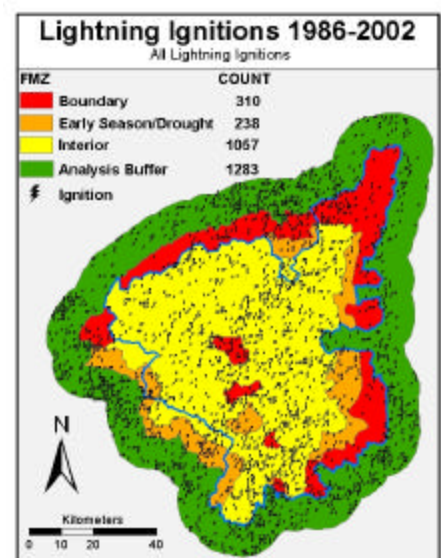 Lightning Ignitions 1986-2002
All Lightning Ignitions
FMZ COUNT
Boundary 310
Early Season/Drought 238
Interior 1057
Analysis Buffer 1283
Ignition
N
Kilometers
0 10 20 40